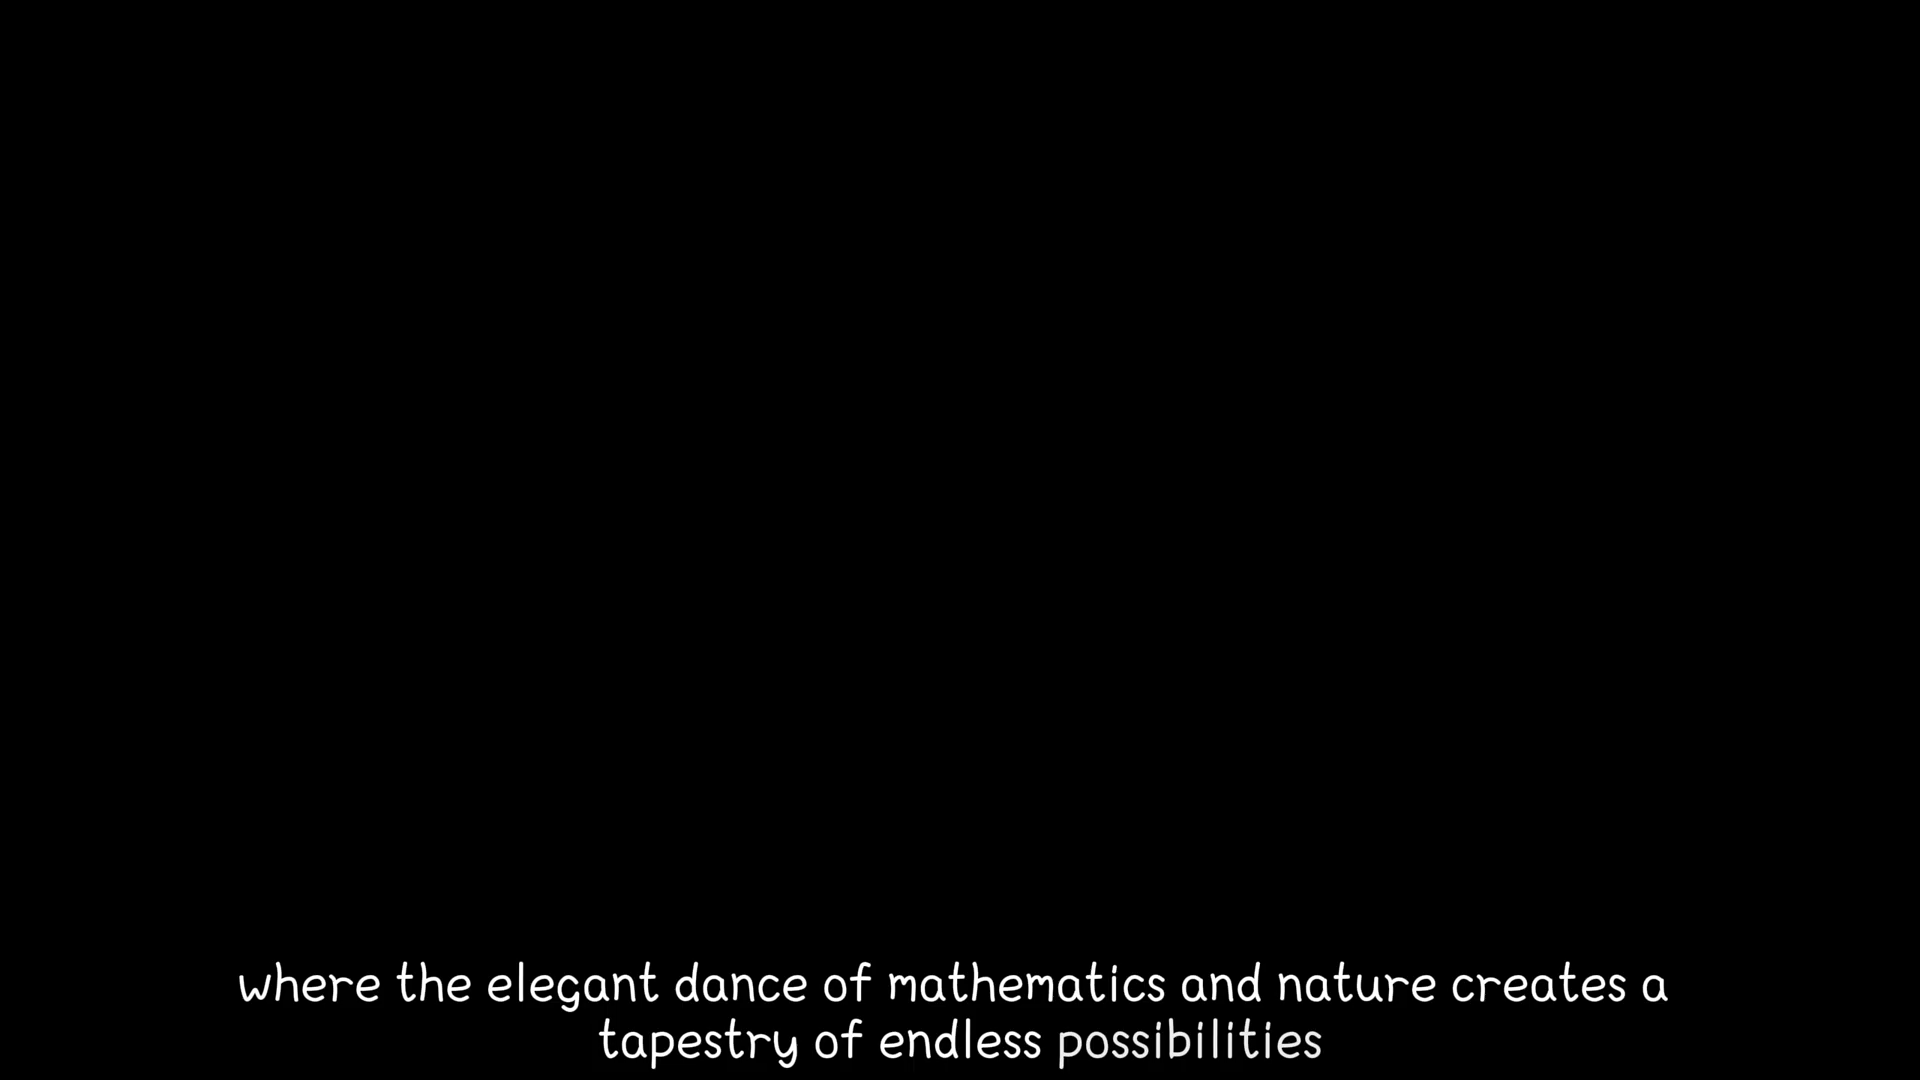 where the elegant dance of mathematics and nature creates a
tapestry of endless possibilities